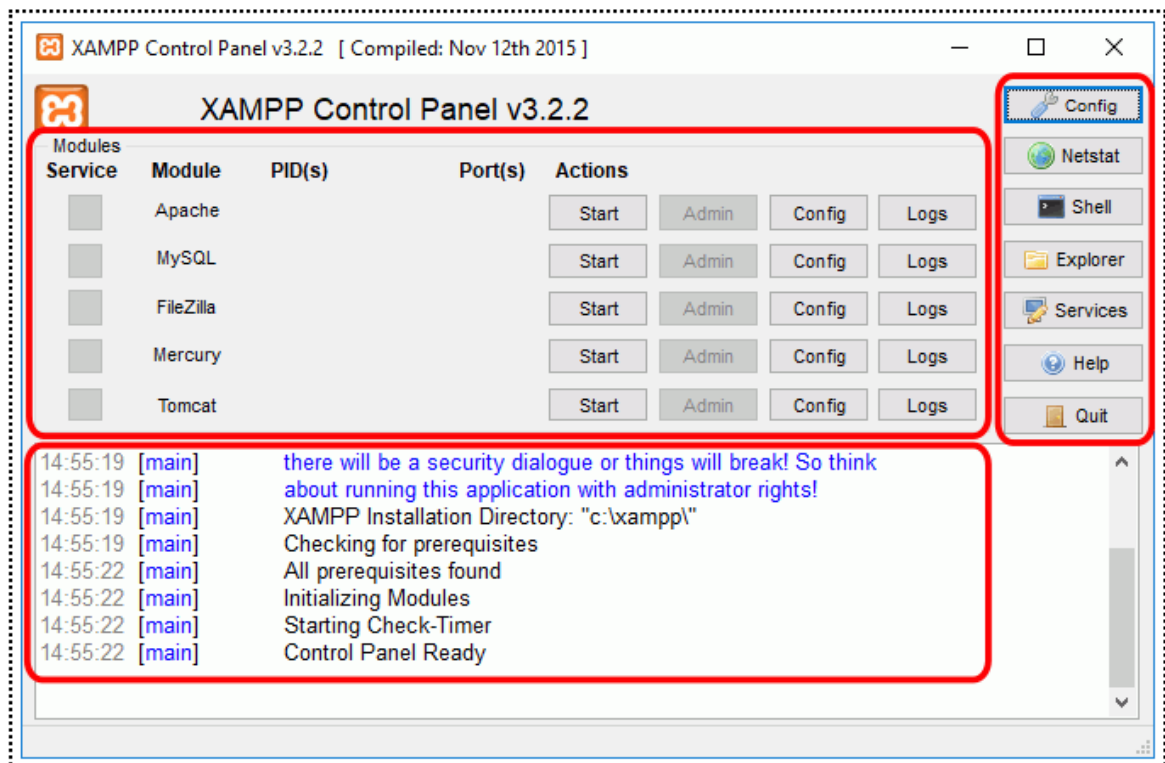 XAMPP Control Panel v3.2.2 [ Compiled: Nov 12th 2015 ]
XAMPP Control Panel v3.2.2
Modules
Service Module PID(s) Port(s) Actions
Apache Start Admin Config Logs
MySQL Start Admin Config Logs
FileZilla Start Admin Config Logs
Mercury Start Admin Config Logs
Tomcat Start Admin Config Logs
Config
Netstat
Shell
Explorer
Services
Help
Quit
14:55:19 [main] there will be a security dialogue or things will break! So think
14:55:19 [main] about running this application with administrator rights!
14:55:19 [main] XAMPP Installation Directory: "c:\xampp\"
14:55:19 [main] Checking for prerequisites
14:55:22 [main] All prerequisites found
14:55:22 [main] Initializing Modules
14:55:22 [main] Starting Check-Timer
14:55:22 [main] Control Panel Ready